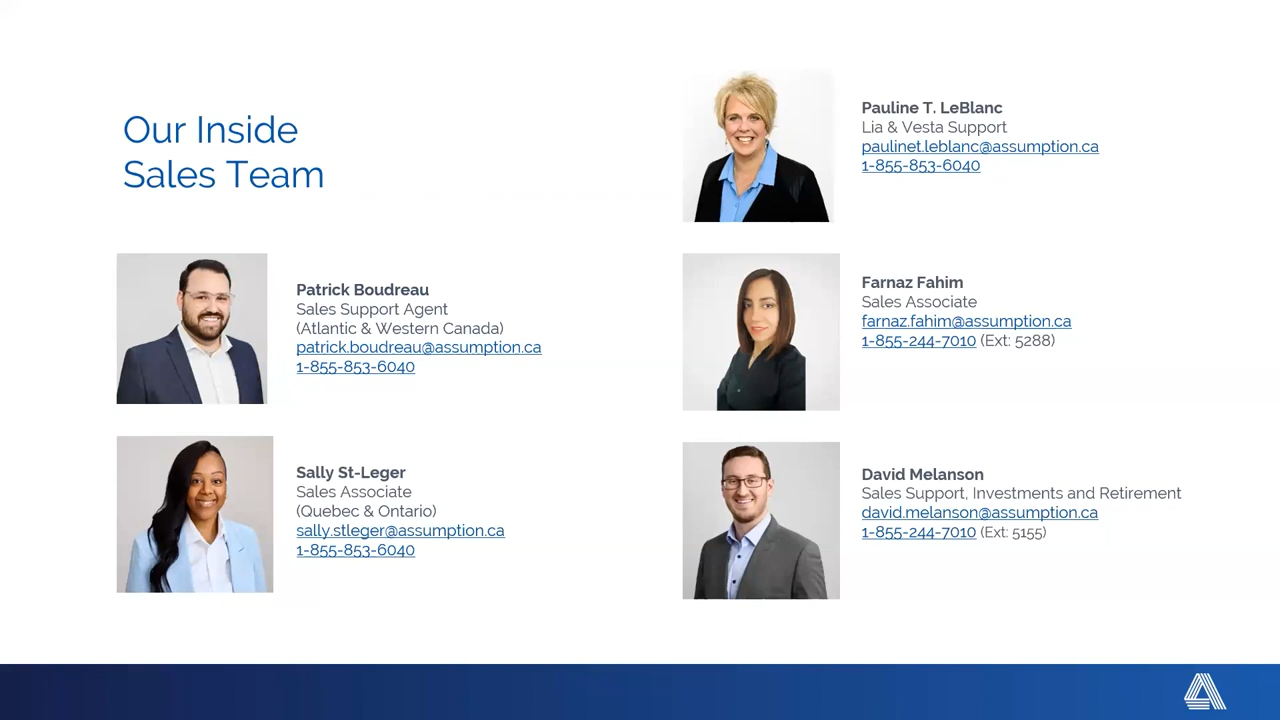 Our Inside
Sales Team
Patrick Boudreau
Sales Support Agent
(Atlantic & Western Canada)
patrick.boudreau@assumption.ca
1-855-853-6040
Sally St-Leger
Sales Associate
(Quebec & Ontario)
sally.stleger@assumption.ca
1-855-853-6040
Pauline T. LeBlanc
Lia & Vesta Support
paulinet.leblanc@assumption.ca
1-855-853-6040
Farnaz Fahim
Sales Associate
farnaz.fahim@assumption.ca
1-855-244-7010 (Ext: 5288)
David Melanson
Sales Support, Investments and Retirement
david.melanson@assumption.ca
1-855-244-7010 (Ext: 5155)